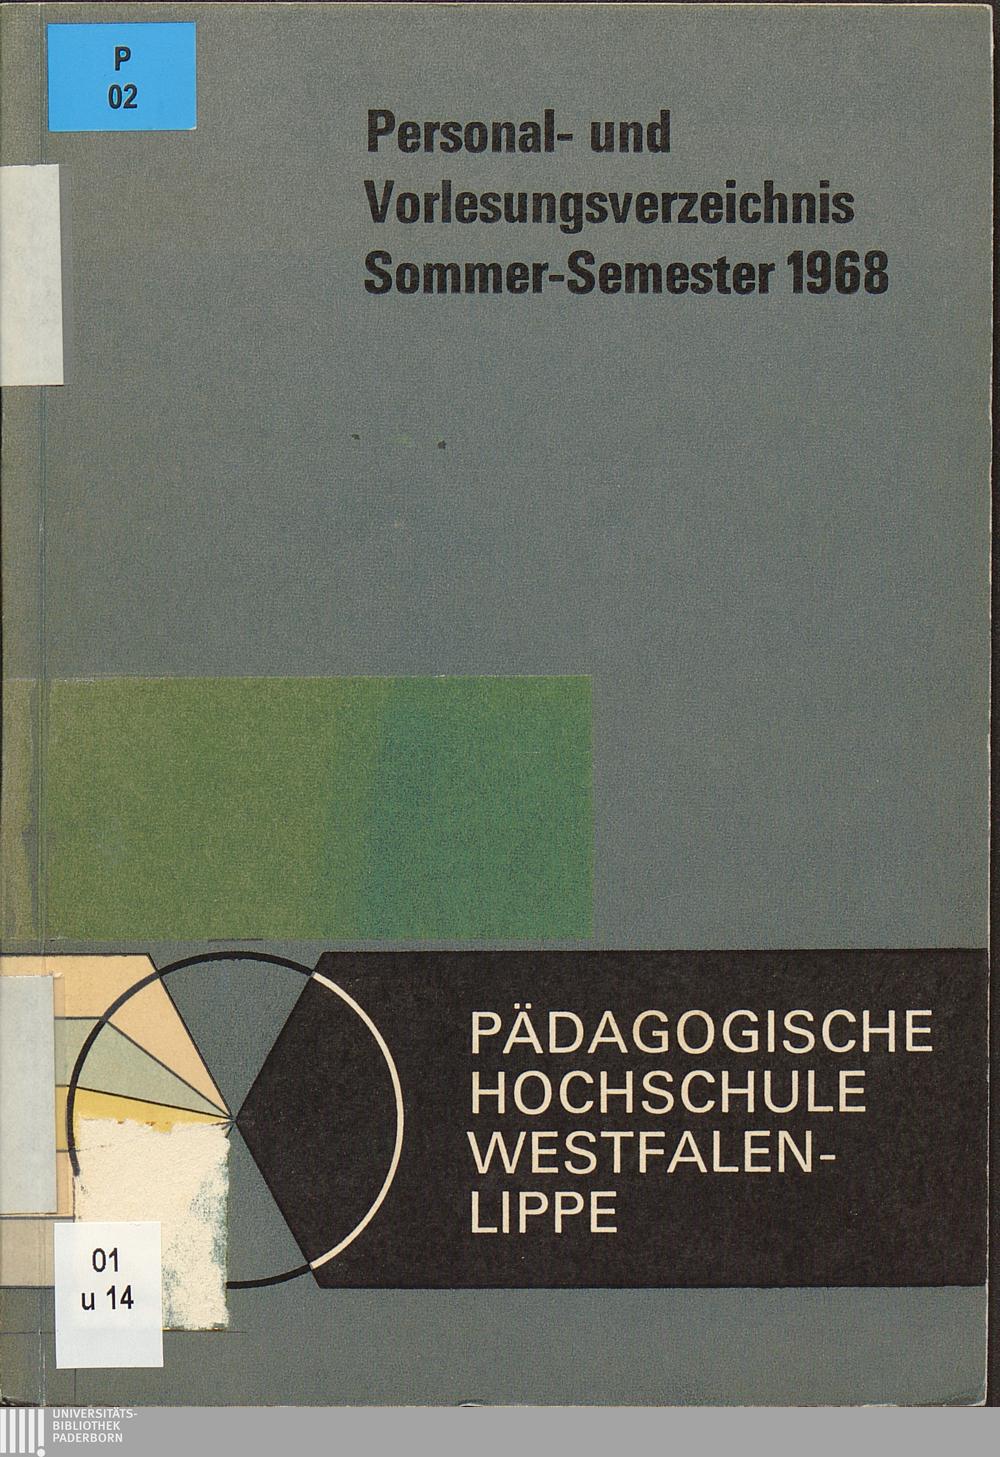 P
02
Personal- und
Vorlesungsverzeichnis
Sommer-Semester 1968
PÄDAGOGISCHE
HOCHSCHULE
WESTFALEN-
LIPPE
01
u 14
UNIVERSITÄTS-
BIBLIOTHEK
PADERBORN